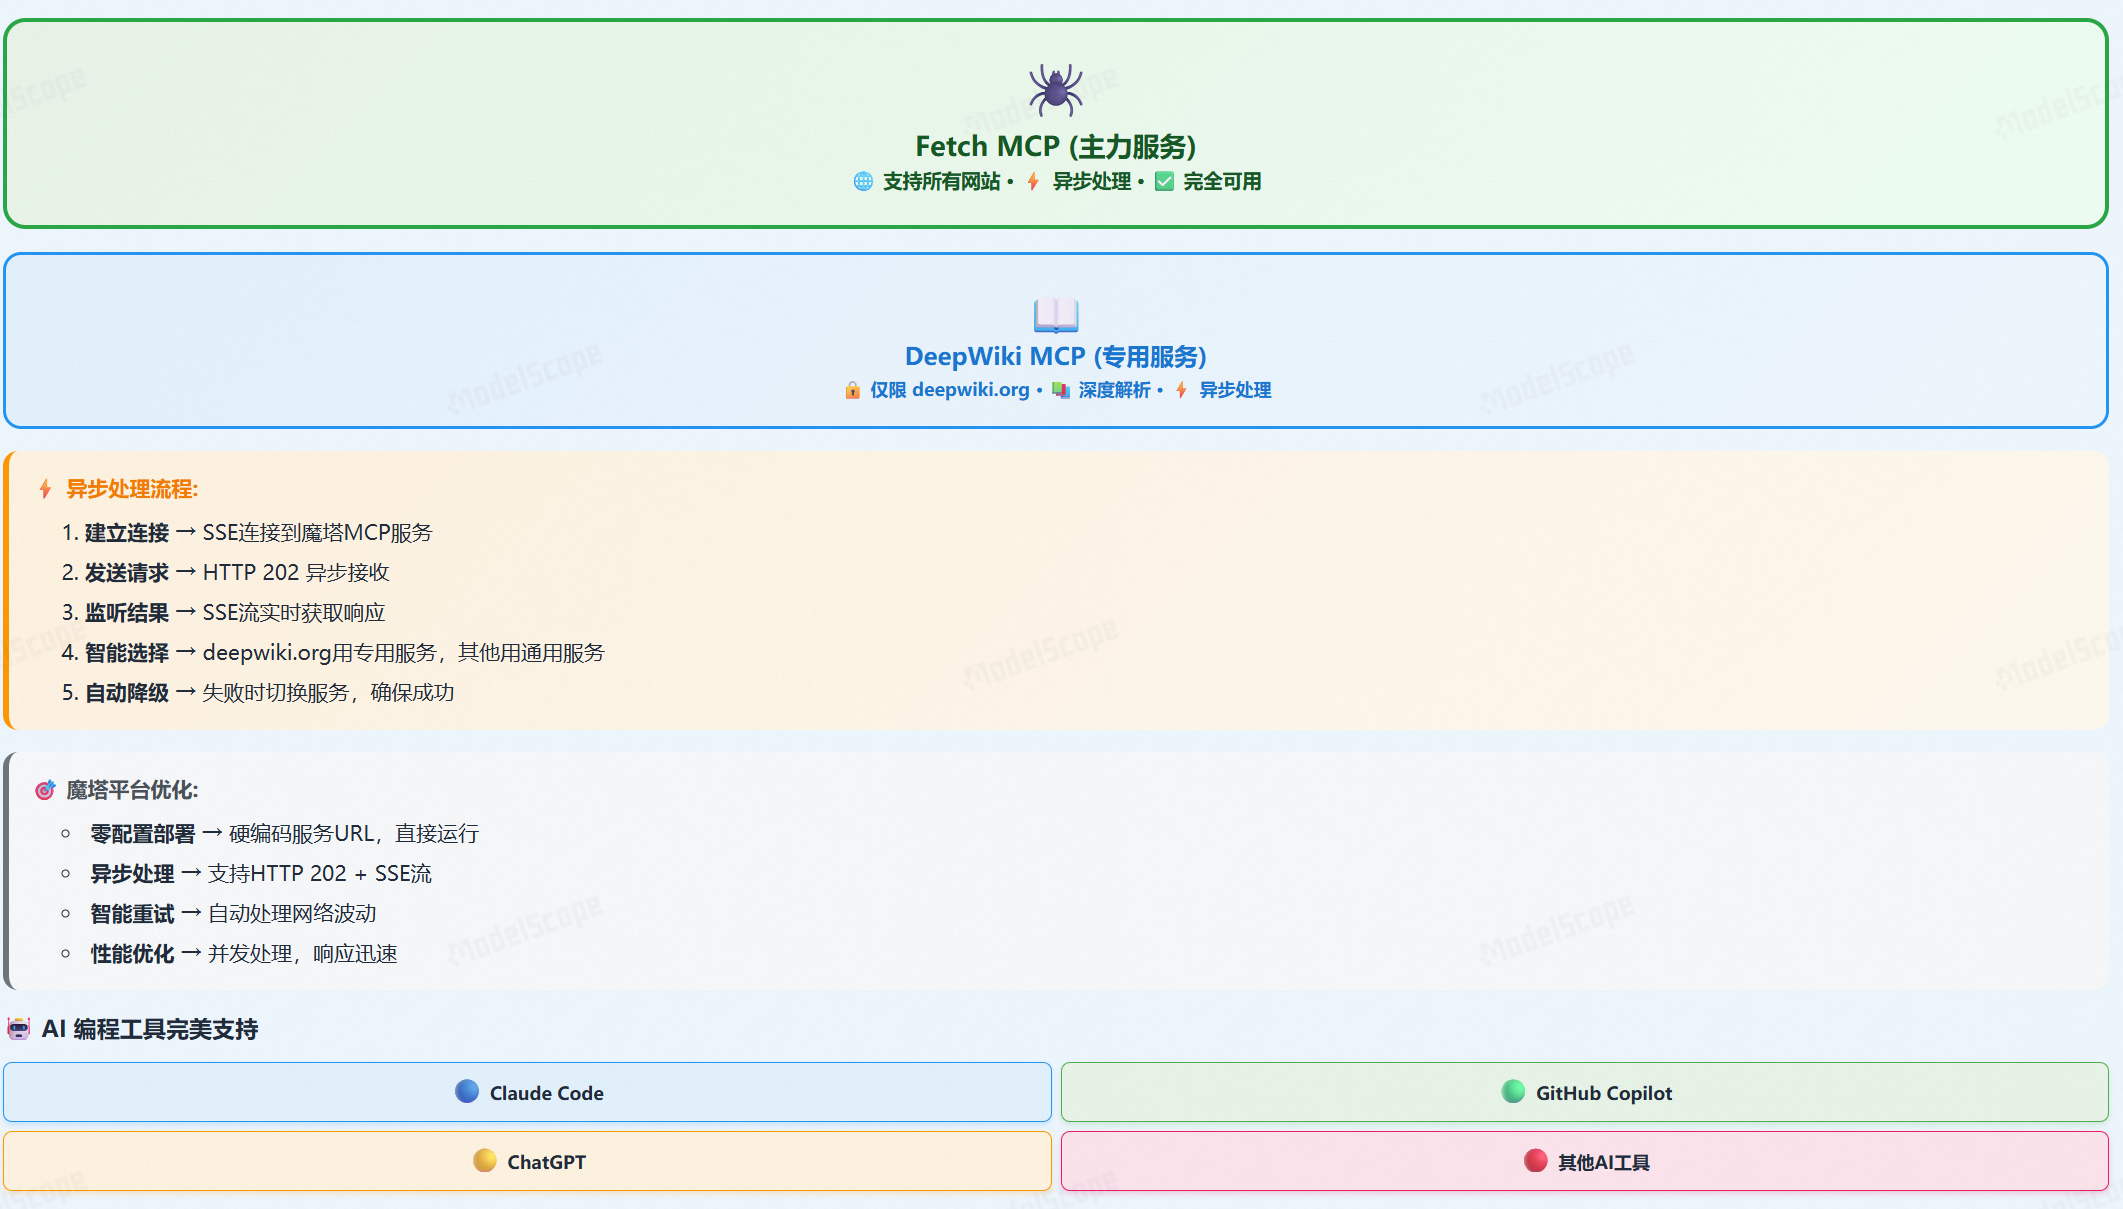 Fetch MCP (主力服务)
🌐 支持所有网站 • ⚡ 异步处理 • ✅ 完全可用
DeepWiki MCP (专用服务)
🔒 仅限 deepwiki.org • 📚 深度解析 • ⚡ 异步处理
⚡ 异步处理流程:
1. 建立连接 → SSE连接到魔塔MCP服务
2. 发送请求 → HTTP 202 异步接收
3. 监听结果 → SSE流实时获取响应
4. 智能选择 → deepwiki.org用专用服务，其他用通用服务
5. 自动降级 → 失败时切换服务，确保成功
🎯 魔塔平台优化:
◦ 零配置部署 → 硬编码服务URL，直接运行
◦ 异步处理 → 支持HTTP 202 + SSE流
◦ 智能重试 → 自动处理网络波动
◦ 性能优化 → 并发处理，响应迅速
🤖 AI 编程工具完美支持
🔵 Claude Code
🟢 GitHub Copilot
🟡 ChatGPT
🔴 其他AI工具
ModelScope